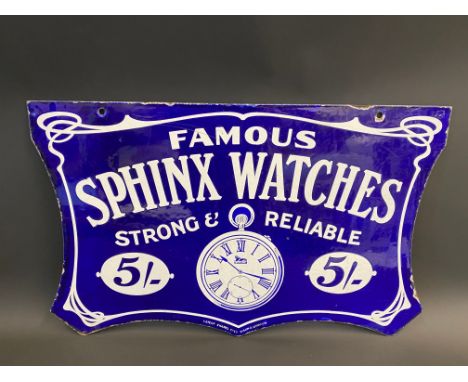 FAMOUS
SPHINX WATCHES
STRONG & RELIABLE
5/- 5/-